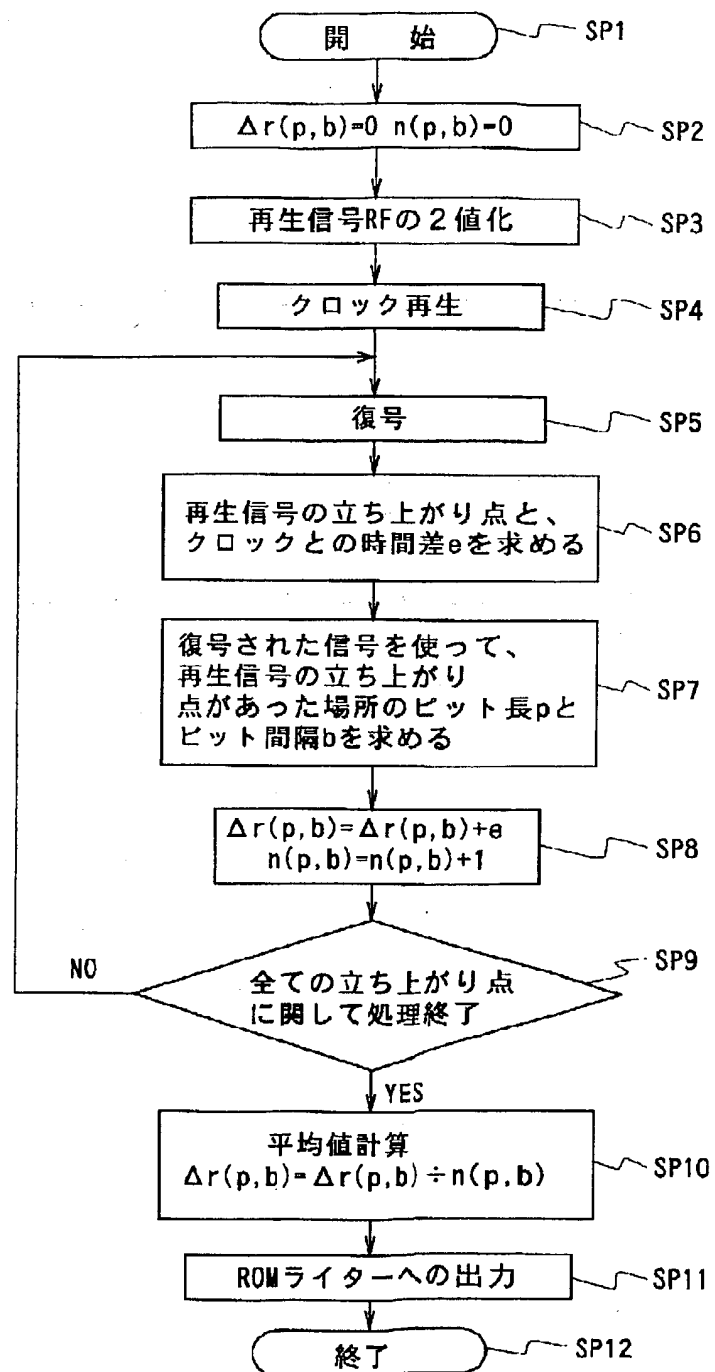 開 始
SP1
Δr(p,b)=0 n(p,b)=0
SP2
再生信号RFの２値化
SP3
クロック再生
SP4
復号
SP5
再生信号の立ち上がり点と、
クロックとの時間差eを求める
SP6
復号された信号を使って、
再生信号の立ち上がり
点があった場所のピット長pと
ピット間隔bを求める
SP7
Δr(p,b)=Δr(p,b)+e
n(p,b)=n(p,b)+1
SP8
NO
全ての立ち上がり点
に関して処理終了
SP9
YES
平均値計算
Δr(p,b)=Δr(p,b)÷n(p,b)
SP10
ROMライターへの出力
SP11
終了
SP12